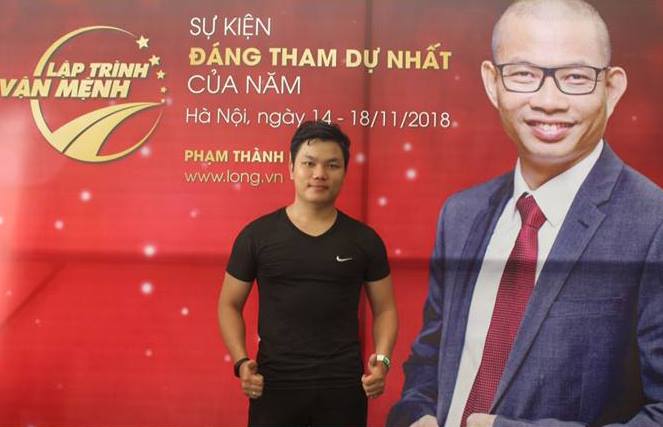 LẬP TRÌNH
VẬN MỆNH
SỰ KIỆN
ĐÁNG THAM DỰ NHẤT
CỦA NĂM
Hà Nội, ngày 14 - 18/11/2018
PHẠM THÀNH
www.long.vn